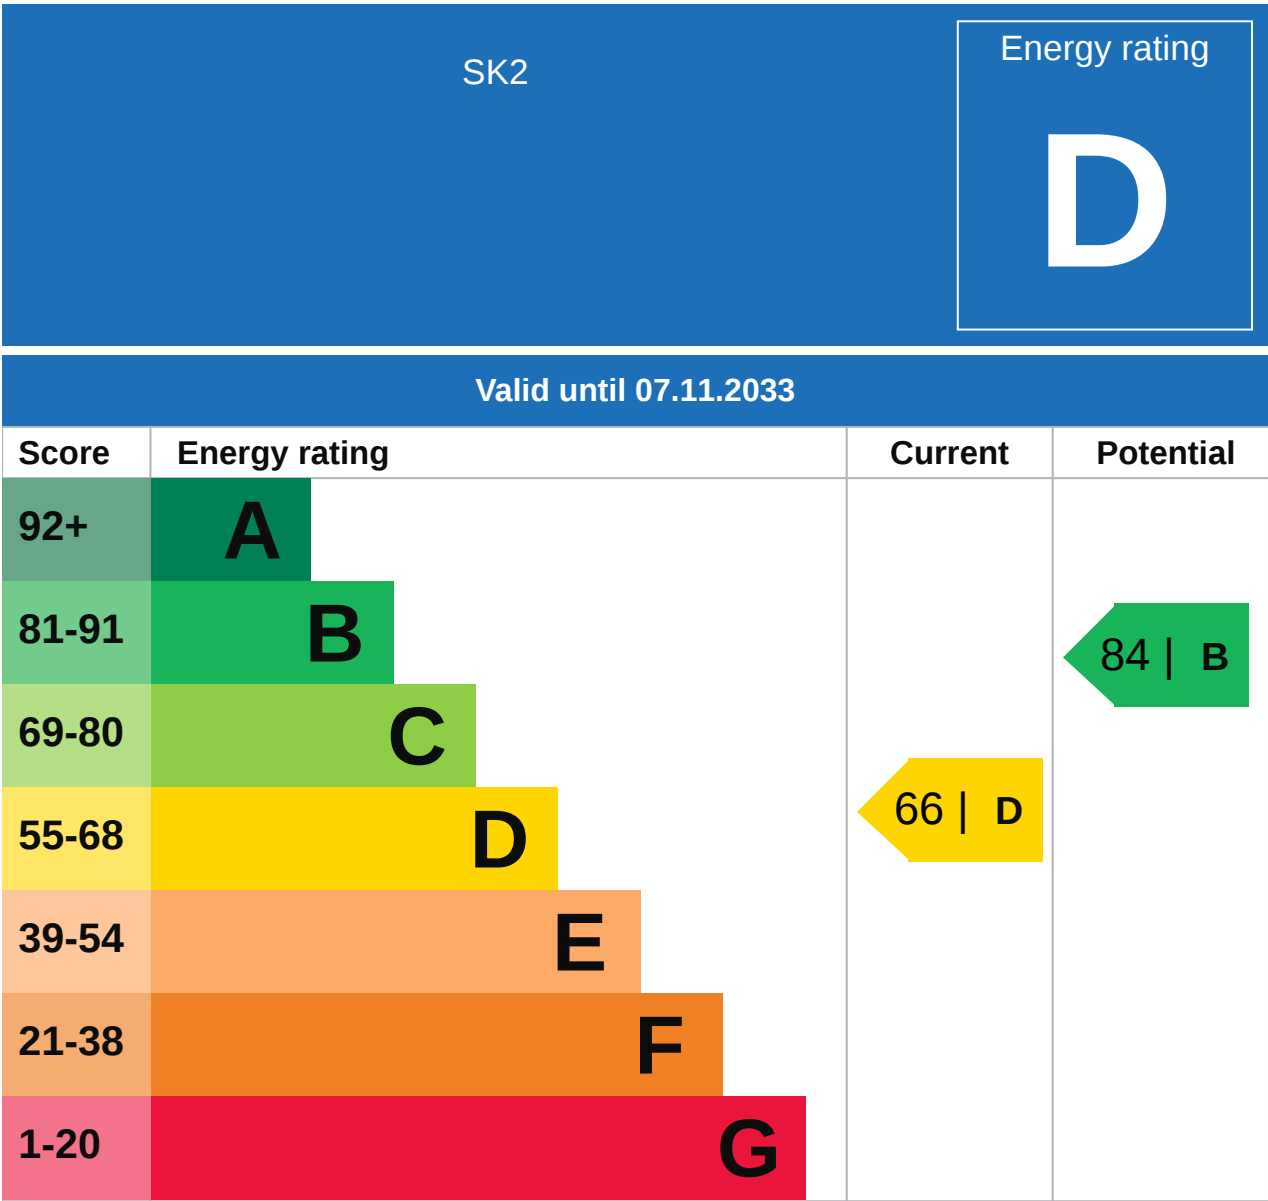 SK2
Energy rating
D
Valid until 07.11.2033
Score Energy rating Current Potential
92+ A
81-91 B 84 | B
69-80 C
55-68 D 66 | D
39-54 E
21-38 F
1-20 G